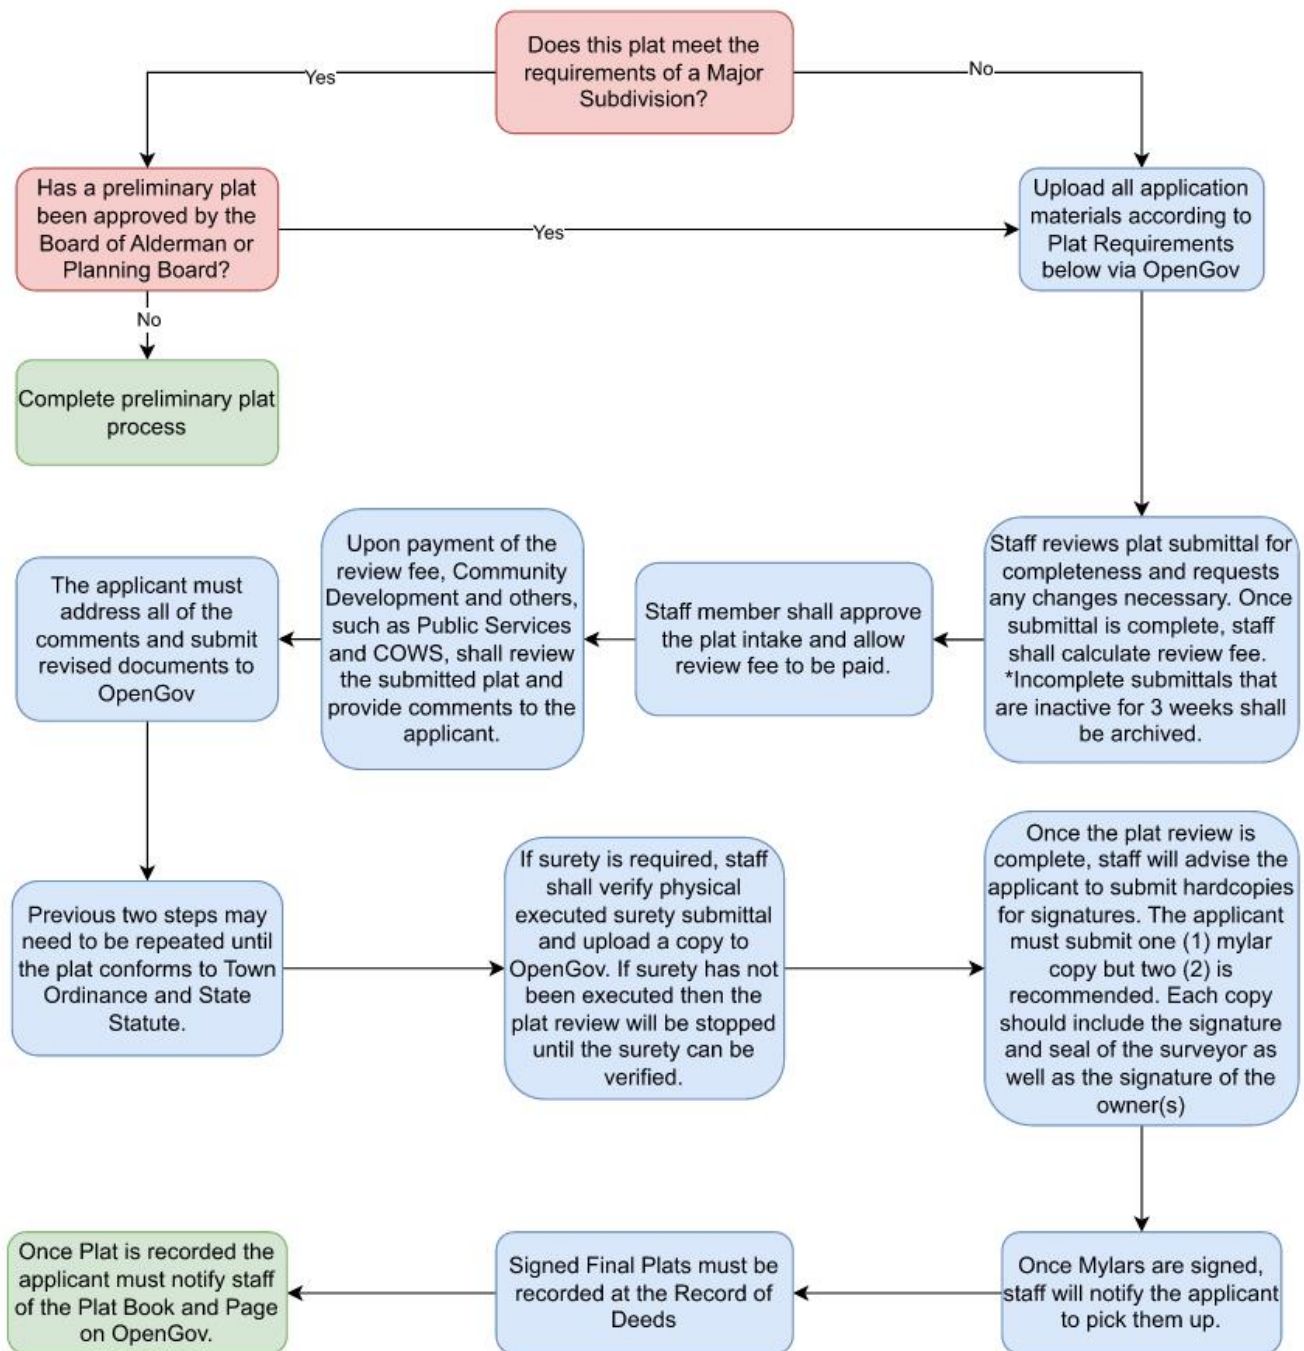 Does this plat meet the
requirements of a Major
Subdivision?
Yes
No
Has a preliminary plat
been approved by the
Board of Alderman or
Planning Board?
Yes
Upload all application
materials according to
Plat Requirements
below via OpenGov
No
Complete preliminary plat
process
Staff reviews plat submittal for
completeness and requests
any changes necessary. Once
submittal is complete, staff
shall calculate review fee.
*Incomplete submittals that
are inactive for 3 weeks shall
be archived.
Staff member shall approve
the plat intake and allow
review fee to be paid.
Upon payment of the
review fee, Community
Development and others,
such as Public Services
and COWS, shall review
the submitted plat and
provide comments to the
applicant.
The applicant must
address all of the
comments and submit
revised documents to
OpenGov
Previous two steps may
need to be repeated until
the plat conforms to Town
Ordinance and State
Statute.
If surety is required, staff
shall verify physical
executed surety submittal
and upload a copy to
OpenGov. If surety has not
been executed then the
plat review will be stopped
until the surety can be
verified.
Once the plat review is
complete, staff will advise the
applicant to submit hardcopies
for signatures. The applicant
must submit one (1) mylar
copy but two (2) is
recommended. Each copy
should include the signature
and seal of the surveyor as
well as the signature of the
owner(s)
Once Mylars are signed,
staff will notify the applicant
to pick them up.
Signed Final Plats must be
recorded at the Record of
Deeds
Once Plat is recorded the
applicant must notify staff
of the Plat Book and Page
on OpenGov.